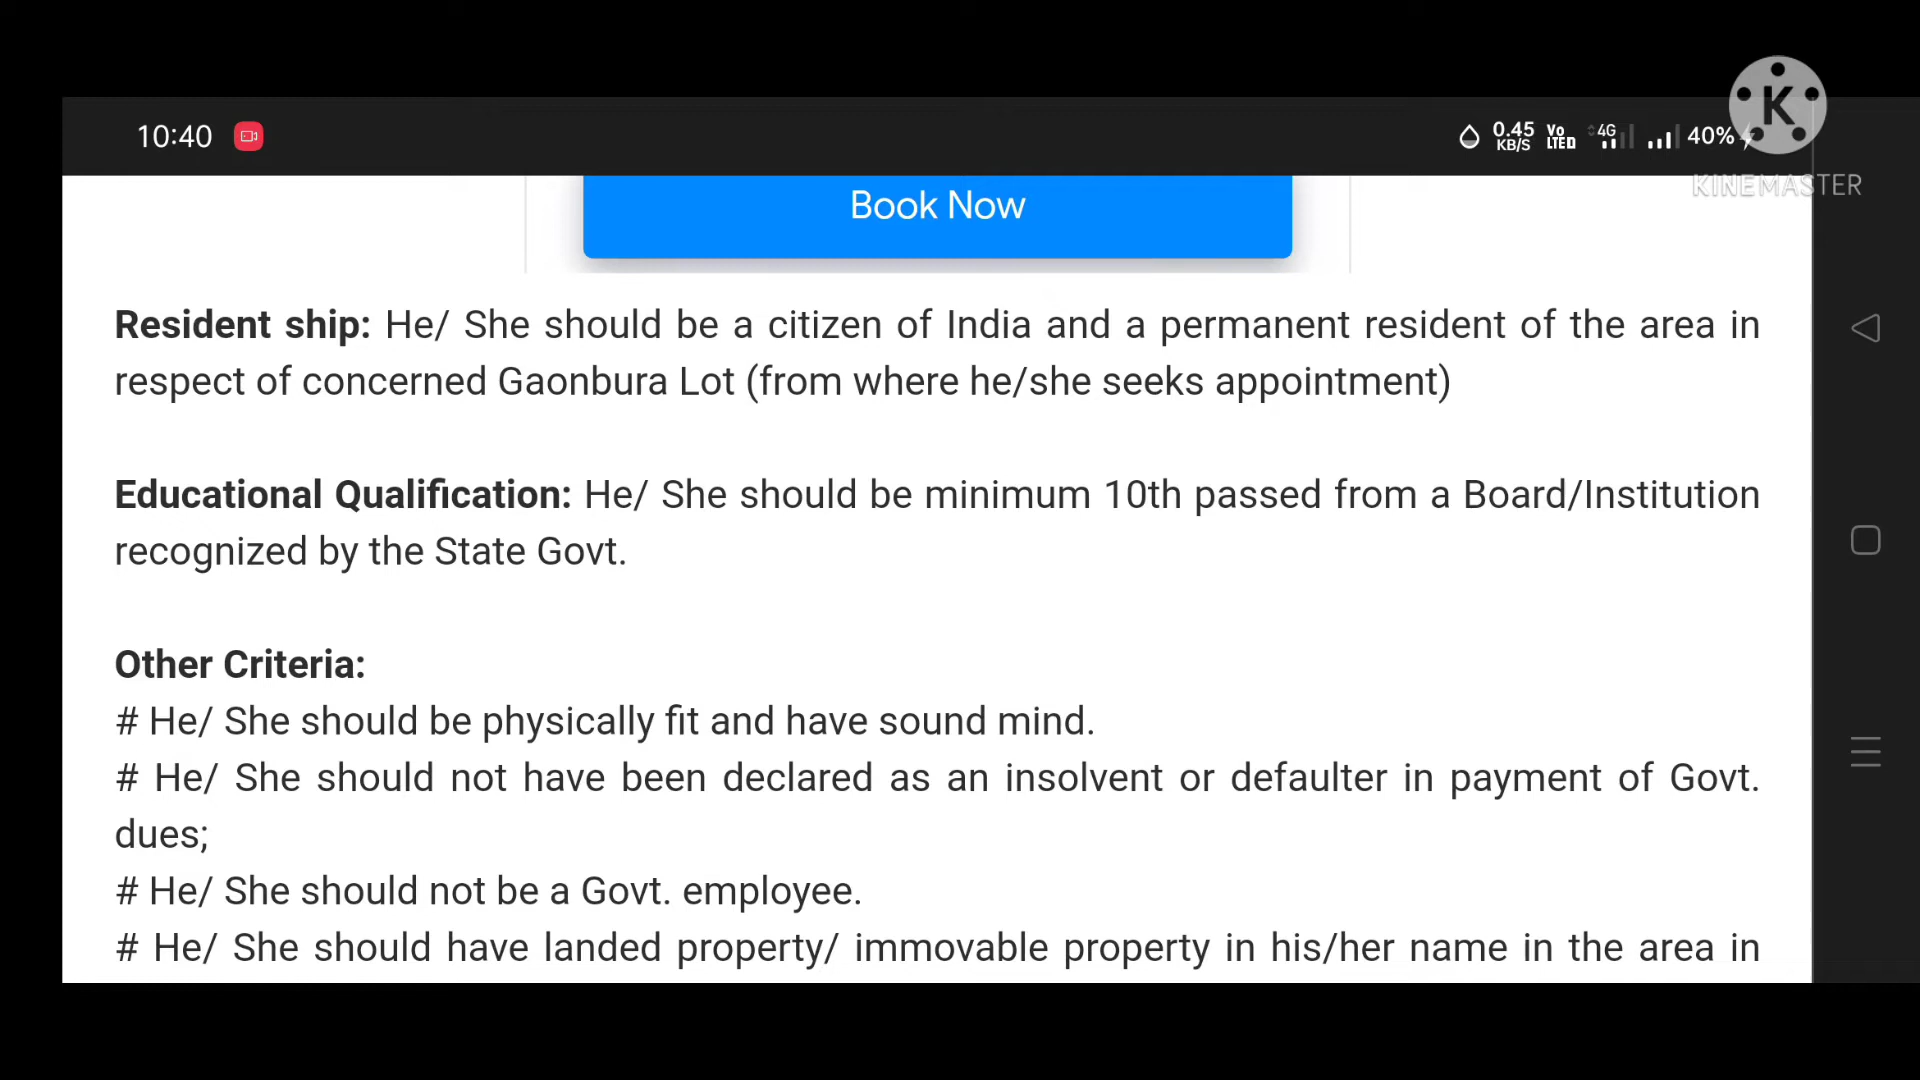 10:40
0.45 KB/S Vo LTED 4G 40%
K
KINEMASTER
Book Now
Resident ship: He/ She should be a citizen of India and a permanent resident of the area in
respect of concerned Gaonbura Lot (from where he/she seeks appointment)
Educational Qualification: He/ She should be minimum 10th passed from a Board/Institution
recognized by the State Govt.
Other Criteria:
# He/ She should be physically fit and have sound mind.
# He/ She should not have been declared as an insolvent or defaulter in payment of Govt.
dues;
# He/ She should not be a Govt. employee.
# He/ She should have landed property/ immovable property in his/her name in the area in